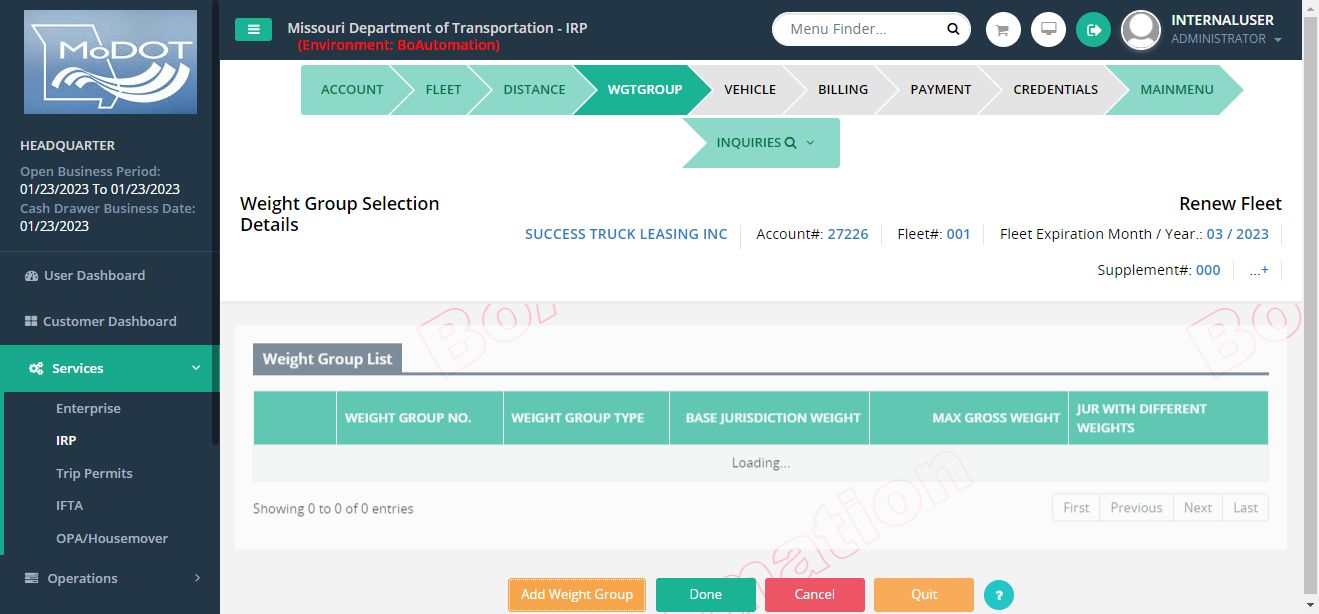 MoDOT
HEADQUARTER
Open Business Period:
01/23/2023 To 01/23/2023
Cash Drawer Business Date:
01/23/2023
User Dashboard
Customer Dashboard
Services
Enterprise
IRP
Trip Permits
IFTA
OPA/Housemover
Operations
Missouri Department of Transportation - IRP
(Environment: BoAutomation)
Menu Finder...
INTERNALUSER
ADMINISTRATOR
ACCOUNT
FLEET
DISTANCE
WGTGROUP
VEHICLE
BILLING
PAYMENT
CREDENTIALS
MAINMENU
INQUIRIES
Weight Group Selection
Details
Renew Fleet
SUCCESS TRUCK LEASING INC
Account#: 27226
Fleet#: 001
Fleet Expiration Month / Year.: 03 / 2023
Supplement#: 000
...+
Weight Group List
WEIGHT GROUP NO.
WEIGHT GROUP TYPE
BASE JURISDICTION WEIGHT
MAX GROSS WEIGHT
JUR WITH DIFFERENT
WEIGHTS
Loading...
Showing 0 to 0 of 0 entries
First
Previous
Next
Last
Add Weight Group
Done
Cancel
Quit
?